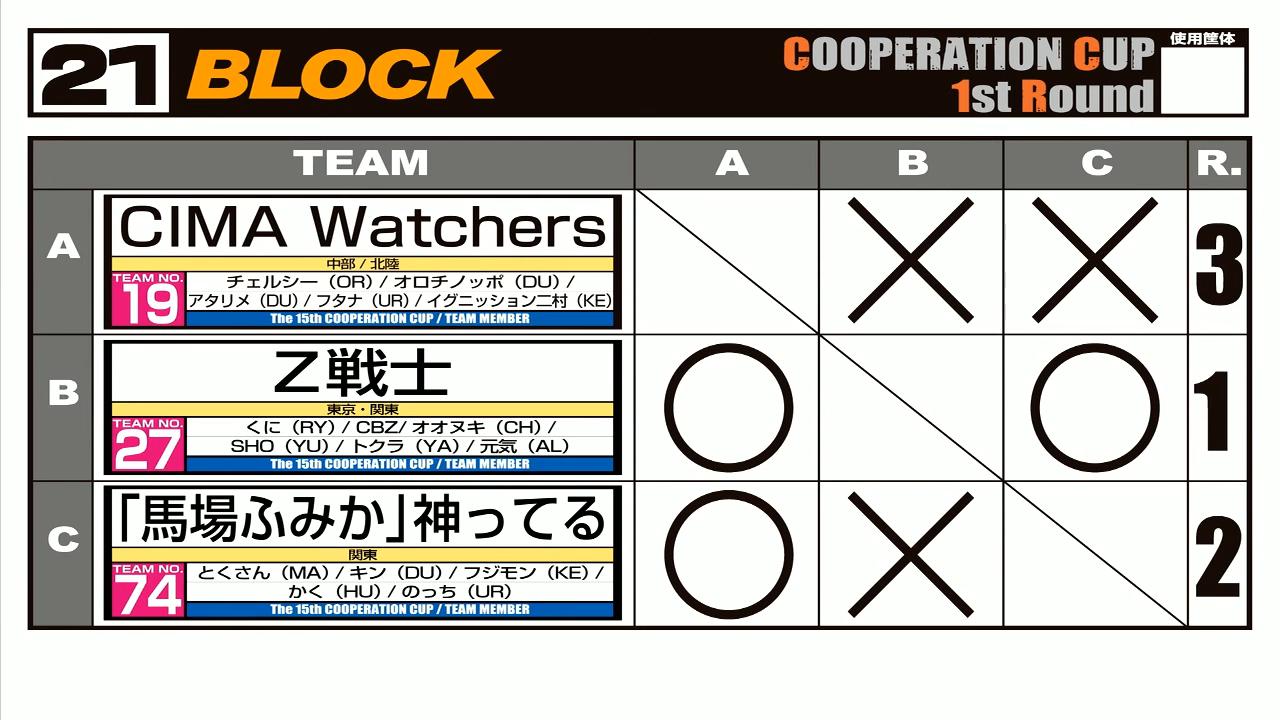 21 BLOCK
COOPERATION CUP
1st Round
使用筐体
TEAM A B C R.
A
CIMA Watchers
中部 / 北陸
TEAM NO.
19
チェルシー（OR）/ オロチノッポ（DU）/
アタリメ（DU）/ フタナ（UR）/ イグニッション二村（KE）
The 15th COOPERATION CUP / TEAM MEMBER
3
B
Z戦士
東京・関東
TEAM NO.
27
くに（RY）/ CBZ/ オオヌキ（CH）/
SHO（YU）/ トクラ（YA）/ 元気（AL）
The 15th COOPERATION CUP / TEAM MEMBER
1
C
「馬場ふみか」神ってる
関東
TEAM NO.
74
とくさん（MA）/ キン（DU）/ フジモン（KE）/
かく（HU）/ のっち（UR）
The 15th COOPERATION CUP / TEAM MEMBER
2